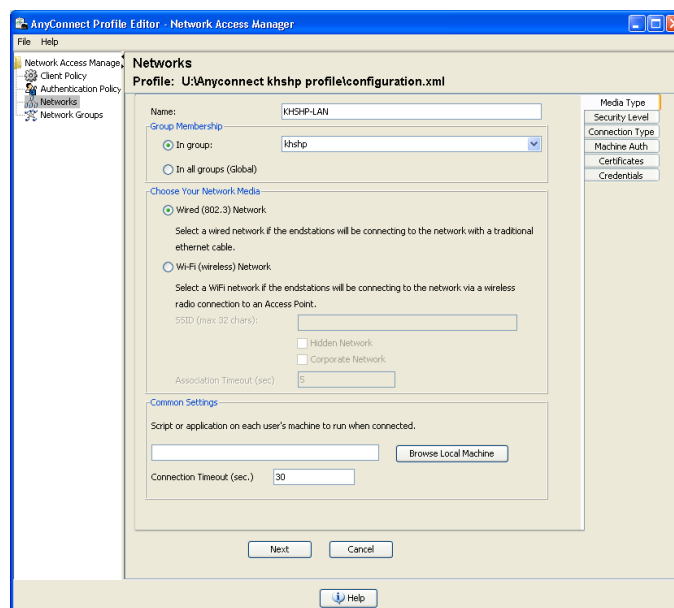 AnyConnect Profile Editor - Network Access Manager
File Help
Network Access Manage
Client Policy
Authentication Policy
Networks
Network Groups
Networks
Profile: U:\Anyconnect khshp profile\configuration.xml
Name: KHSHP-LAN
Group Membership
In group: khshp
In all groups (Global)
Choose Your Network Media
Wired (802.3) Network
Select a wired network if the endstations will be connecting to the network with a traditional
ethernet cable.
Wi-Fi (wireless) Network
Select a WiFi network if the endstations will be connecting to the network via a wireless
radio connection to an Access Point.
SSID (max 32 chars):
Hidden Network
Corporate Network
Association Timeout (sec) 5
Common Settings
Script or application on each user's machine to run when connected.
Browse Local Machine
Connection Timeout (sec.) 30
Next Cancel
Media Type
Security Level
Connection Type
Machine Auth
Certificates
Credentials
Help